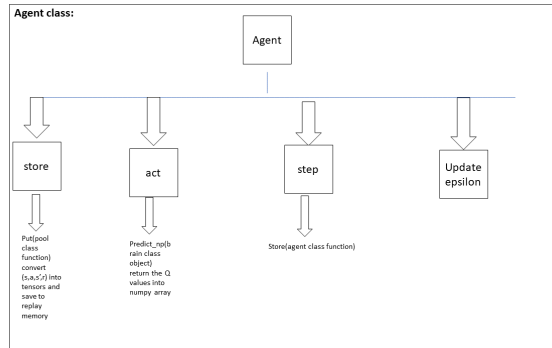 Agent class:
Agent
store
act
step
Update
epsilon
Put(pool
class
function)
convert
(s,a,s',r) into
tensors and
save to
replay
memory
Predict_np(b
rain class
object)
return the Q
values into
numpy array
Store(agent class function)